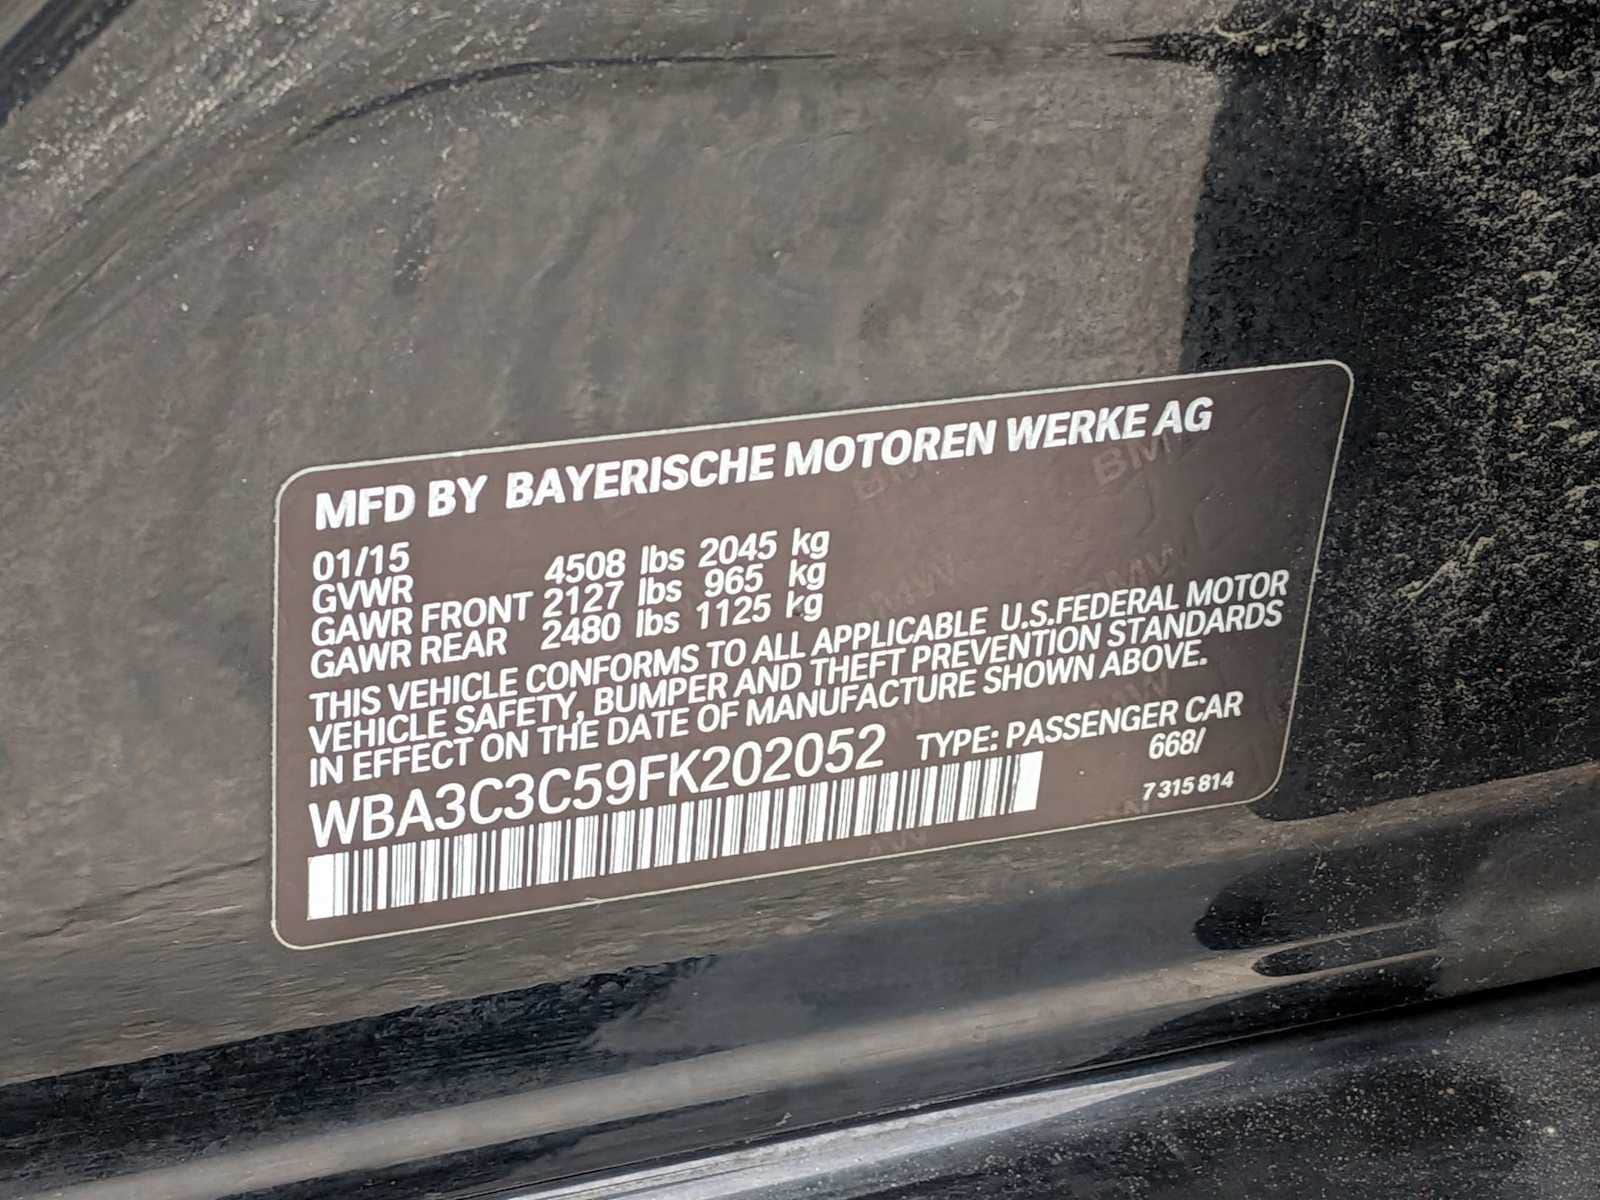 MFD BY BAYERISCHE MOTOREN WERKE AG
01/15
GVWR 4508 lbs 2045 kg
GAWR FRONT 2127 lbs 965 kg
GAWR REAR 2480 lbs 1125 kg
THIS VEHICLE CONFORMS TO ALL APPLICABLE U.S.FEDERAL MOTOR
VEHICLE SAFETY, BUMPER AND THEFT PREVENTION STANDARDS
IN EFFECT ON THE DATE OF MANUFACTURE SHOWN ABOVE.
WBA3C3C59FK202052 TYPE: PASSENGER CAR
668/
7 315 814